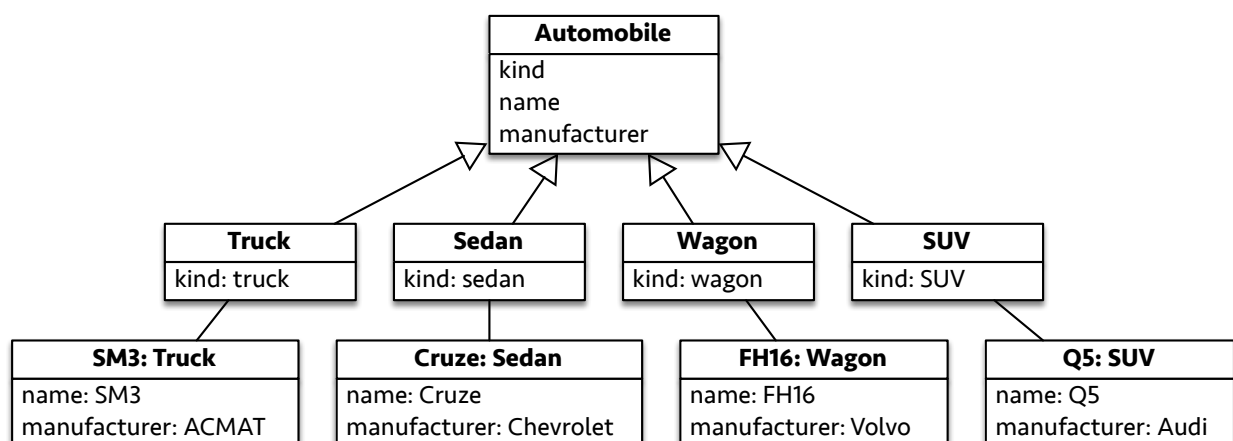 Automobile
kind
name
manufacturer
Truck
kind: truck
Sedan
kind: sedan
Wagon
kind: wagon
SUV
kind: SUV
SM3: Truck
name: SM3
manufacturer: ACMAT
Cruze: Sedan
name: Cruze
manufacturer: Chevrolet
FH16: Wagon
name: FH16
manufacturer: Volvo
Q5: SUV
name: Q5
manufacturer: Audi